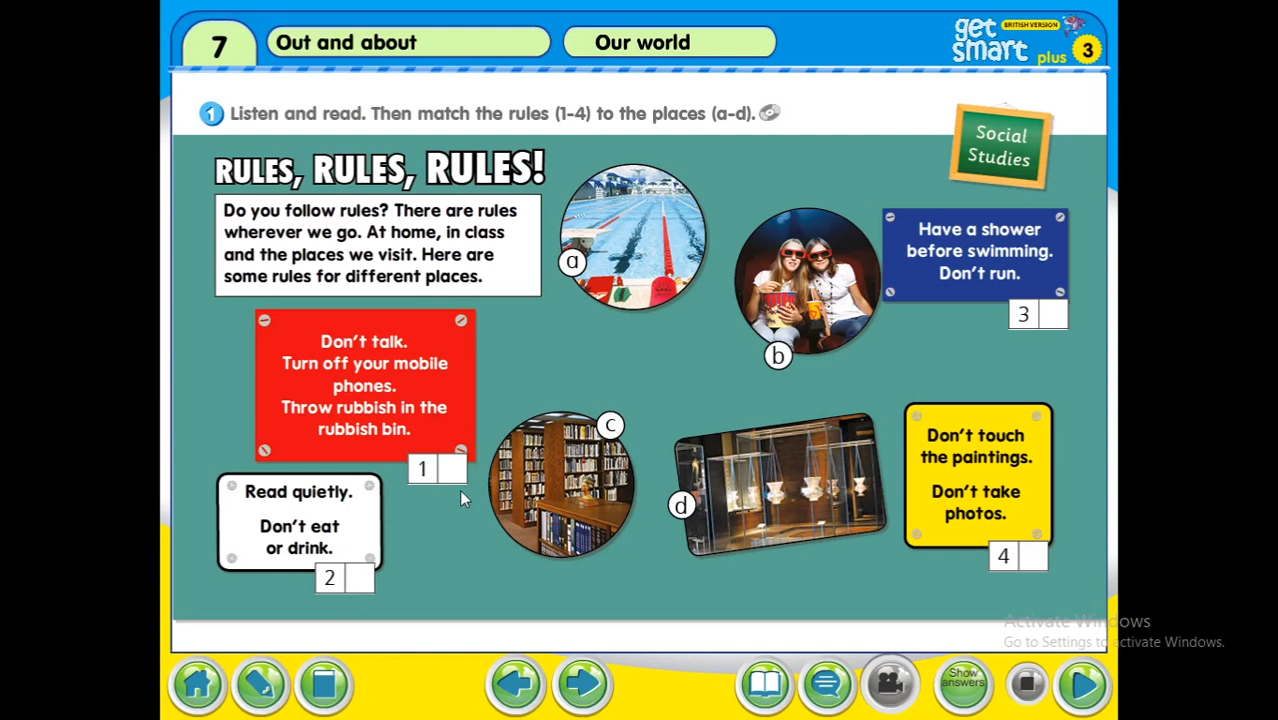 7
Out and about
Our world
get smart plus 3
BRITISH VERSION
1 Listen and read. Then match the rules (1-4) to the places (a-d).
Social
Studies
RULES, RULES, RULES!
Do you follow rules? There are rules
wherever we go. At home, in class
and the places we visit. Here are
some rules for different places.
a
b
Have a shower
before swimming.
Don't run.
3
Don't talk.
Turn off your mobile
phones.
Throw rubbish in the
rubbish bin.
1
c
d
Don't touch
the paintings.
Don't take
photos.
4
Read quietly.
Don't eat
or drink.
2
Activate Windows
Go to Settings to activate Windows.
Show
answers